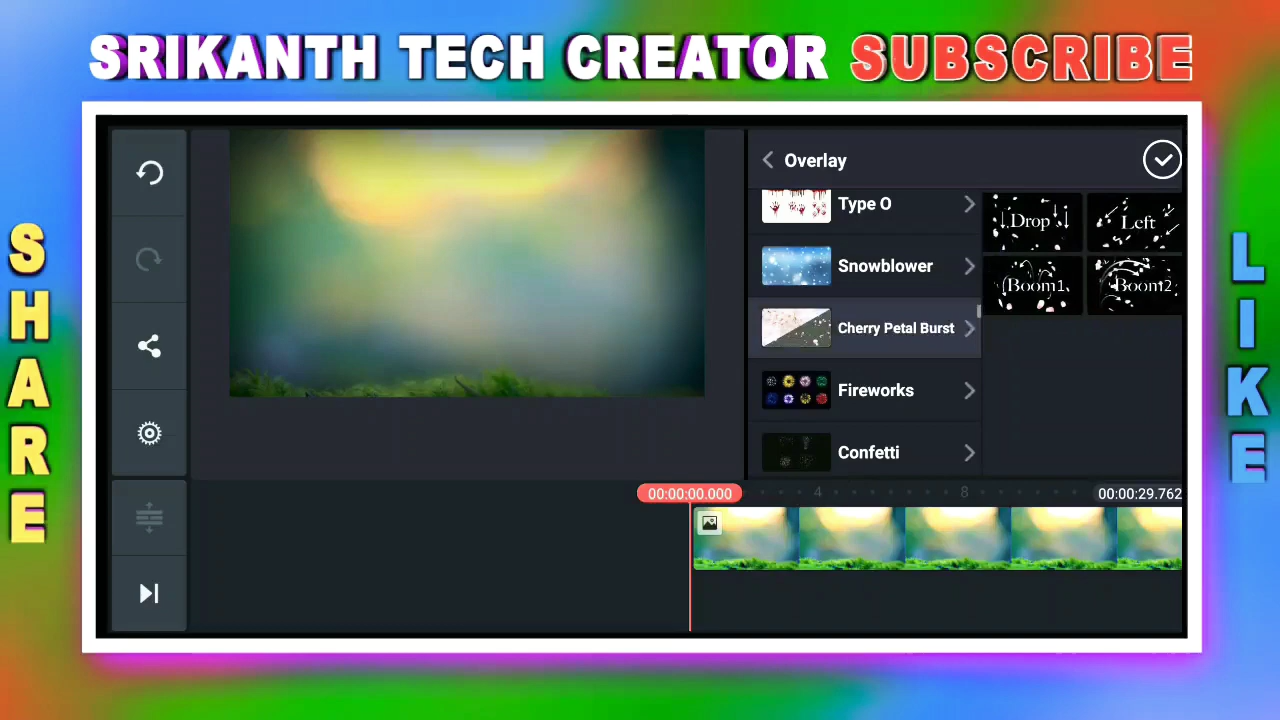 SRIKANTH TECH CREATOR SUBSCRIBE
SHARE
Overlay
Type O
Snowblower
Cherry Petal Burst
Fireworks
Confetti
Drop
Left
Boom1
Boom2
00:00:00.000
4
8
00:00:29.762
LIKE